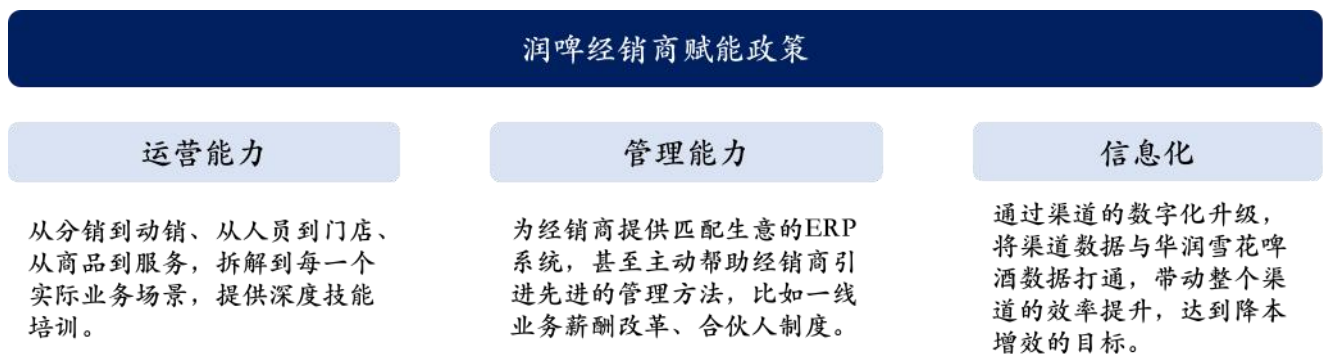 润啤经销商赋能政策
运营能力
从分销到动销、从人员到门店、
从商品到服务，拆解到每一个
实际业务场景，提供深度技能
培训。
管理能力
为经销商提供匹配生意的ERP
系统，甚至主动帮助经销商引
进先进的管理方法，比如一线
业务薪酬改革、合伙人制度。
信息化
通过渠道的数字化升级，
将渠道数据与华润雪花啤
酒数据打通，带动整个渠
道的效率提升，达到降本
增效的目标。